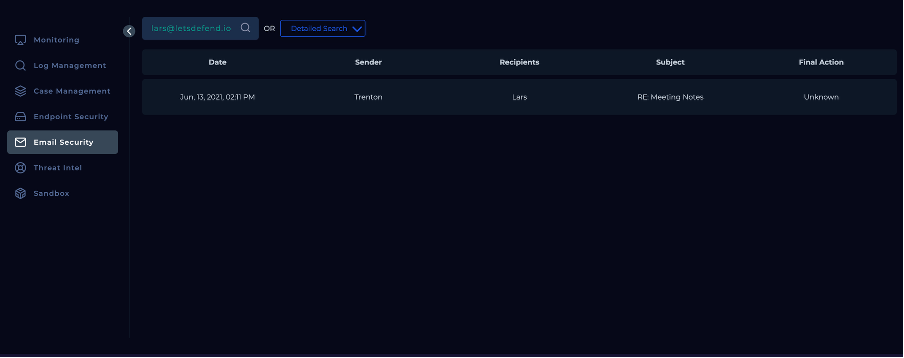 lars@letsdefend.io
OR
Detailed Search
Monitoring
Log Management
Case Management
Endpoint Security
Email Security
Threat Intel
Sandbox
Date Sender Recipients Subject Final Action
Jun, 13, 2021, 02:11 PM Trenton Lars RE: Meeting Notes Unknown